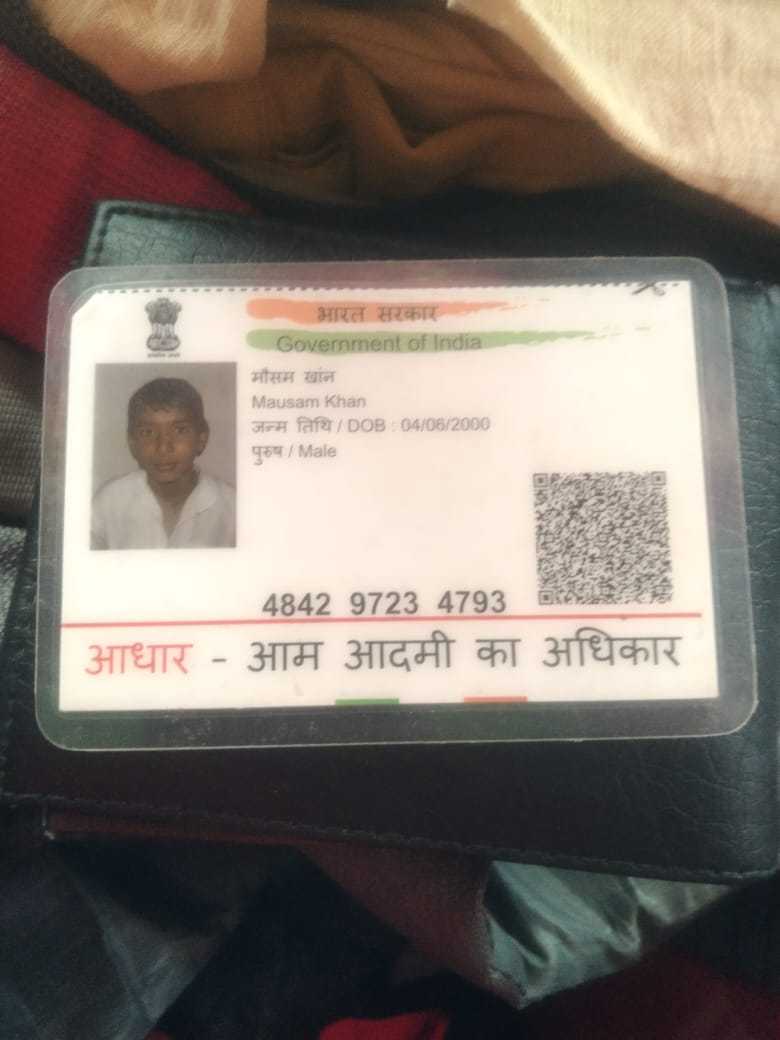 भारत सरकार
Government of India
मौसम खांन
Mausam Khan
जन्म तिथि / DOB : 04/06/2000
पुरुष / Male
4842 9723 4793
आधार - आम आदमी का अधिकार